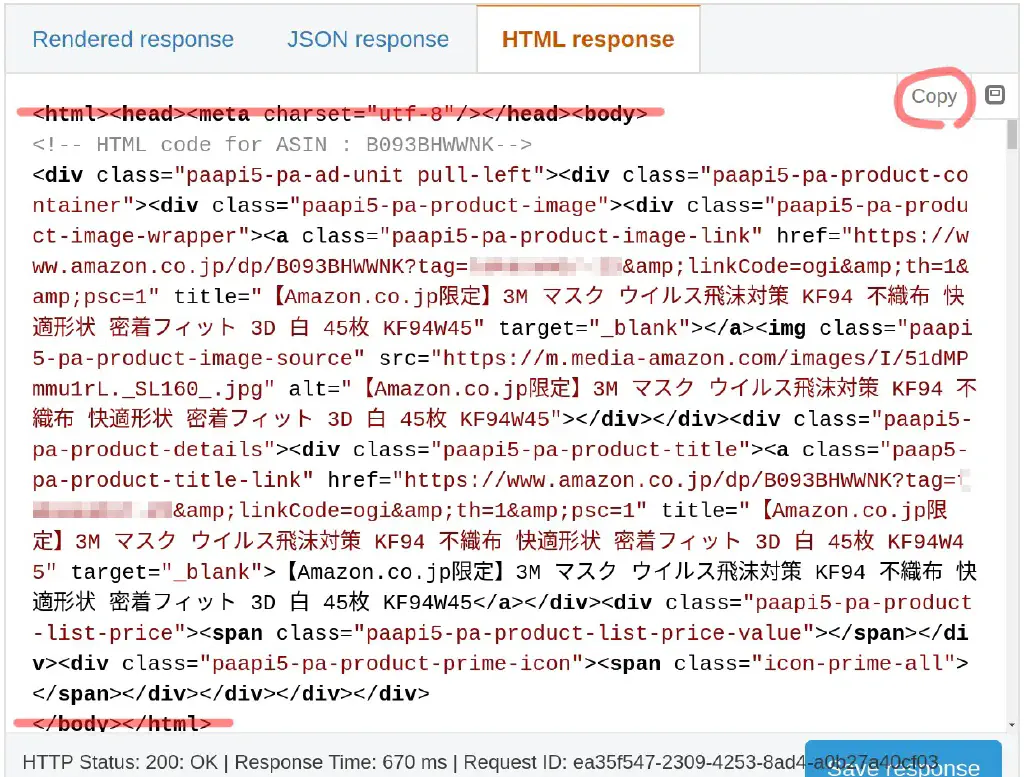 Rendered response JSON response HTML response
Copy
<html><head><meta charset="utf-8"/></head><body>
<!-- HTML code for ASIN : B093BHWWNK-->
<div class="paapi5-pa-ad-unit pull-left"><div class="paapi5-pa-product-co
ntainer"><div class="paapi5-pa-product-image"><div class="paapi5-pa-produ
ct-image-wrapper"><a class="paapi5-pa-product-image-link" href="https://w
ww.amazon.co.jp/dp/B093BHWWNK?tag= &amp;linkCode=ogi&amp;th=1&
amp;psc=1" title="【Amazon.co.jp限定】3M マスク ウイルス飛沫対策 KF94 不織布 快
適形状 密着フィット 3D 白 45枚 KF94W45" target="_blank"></a><img class="paapi
5-pa-product-image-source" src="https://m.media-amazon.com/images/I/51dMP
mmu1rL._SL160_.jpg" alt="【Amazon.co.jp限定】3M マスク ウイルス飛沫対策 KF94 不
織布 快適形状 密着フィット 3D 白 45枚 KF94W45"></div></div><div class="paapi5-
pa-product-details"><div class="paapi5-pa-product-title"><a class="paap5-
pa-product-title-link" href="https://www.amazon.co.jp/dp/B093BHWWNK?tag=
&amp;linkCode=ogi&amp;th=1&amp;psc=1" title="【Amazon.co.jp限
定】3M マスク ウイルス飛沫対策 KF94 不織布 快適形状 密着フィット 3D 白 45枚 KF94W4
5" target="_blank">【Amazon.co.jp限定】3M マスク ウイルス飛沫対策 KF94 不織布 快
適形状 密着フィット 3D 白 45枚 KF94W45</a></div><div class="paapi5-pa-product
-list-price"><span class="paapi5-pa-product-list-price-value"></span></di
v><div class="paapi5-pa-product-prime-icon"><span class="icon-prime-all">
</span></div></div></div></div>
</body></html>
HTTP Status: 200: OK | Response Time: 670 ms | Request ID: ea35f547-2309-4253-8ad4-a0b27a40cf03
Save response